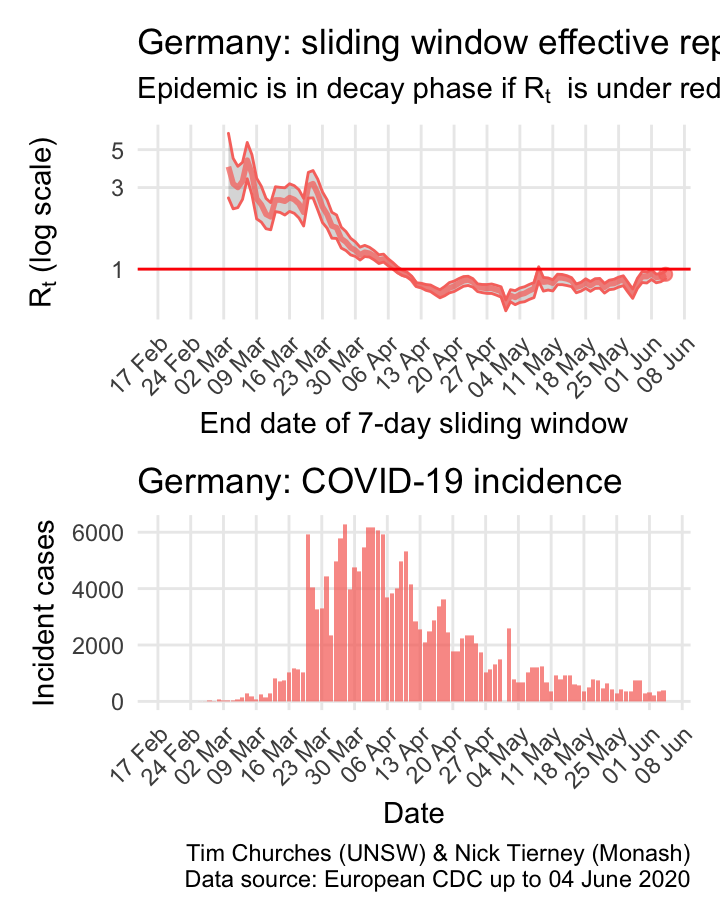 Germany: sliding window effective rep
Epidemic is in decay phase if Rt is under red
Rt (log scale)
5
3
1
17 Feb
24 Feb
02 Mar
09 Mar
16 Mar
23 Mar
30 Mar
06 Apr
13 Apr
20 Apr
27 Apr
04 May
11 May
18 May
25 May
01 Jun
08 Jun
End date of 7-day sliding window
Germany: COVID-19 incidence
Incident cases
6000
4000
2000
0
17 Feb
24 Feb
02 Mar
09 Mar
16 Mar
23 Mar
30 Mar
06 Apr
13 Apr
20 Apr
27 Apr
04 May
11 May
18 May
25 May
01 Jun
08 Jun
Date
Tim Churches (UNSW) & Nick Tierney (Monash)
Data source: European CDC up to 04 June 2020